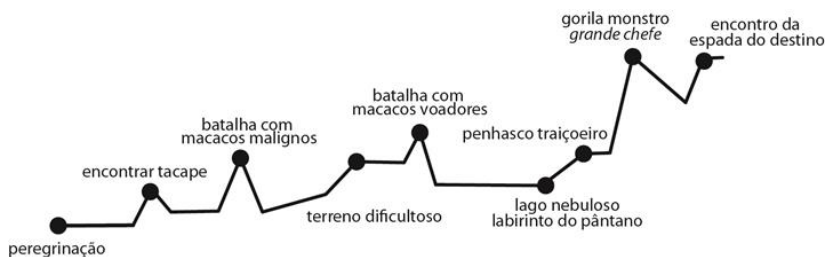 peregrinação
encontrar tacape
batalha com
macacos malignos
terreno dificultoso
batalha com
macacos voadores
lago nebuloso
labirinto do pântano
penhasco traiçoeiro
gorila monstro
grande chefe
encontro da
espada do destino